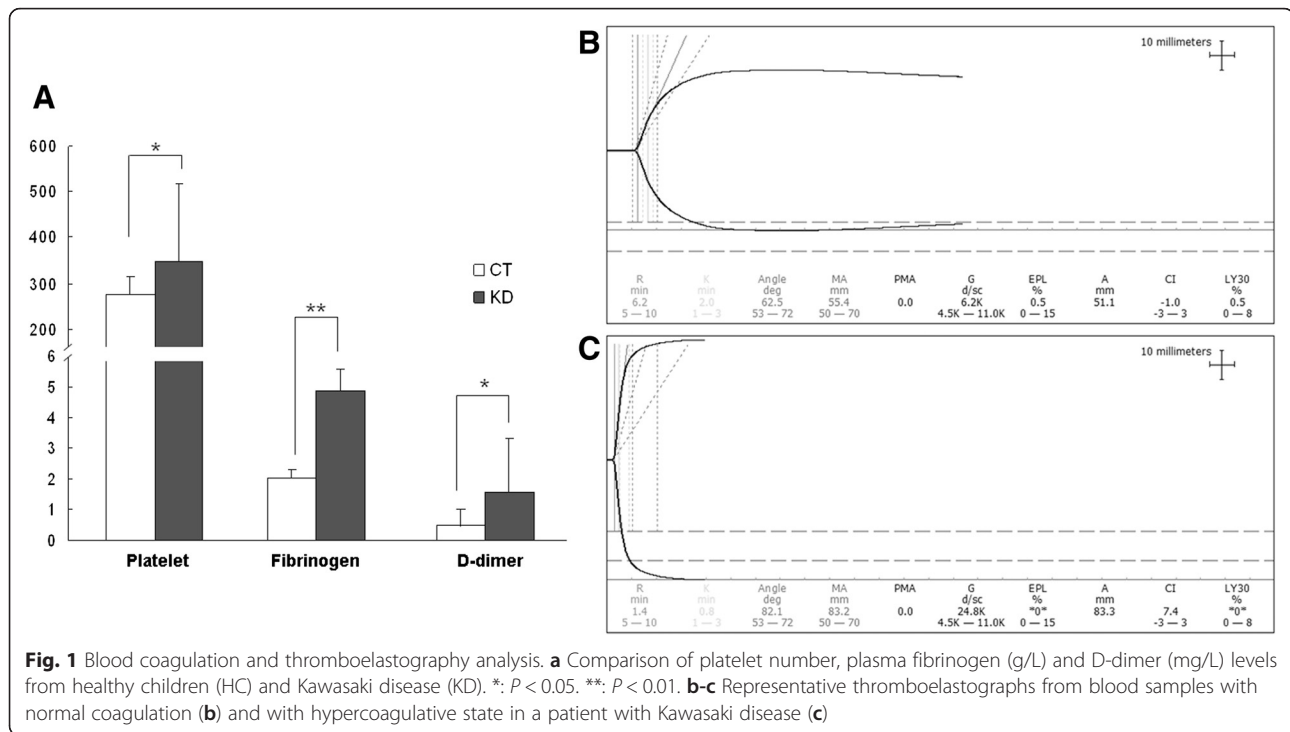 A
600
500
400
300
200
6
5
4
3
2
1
0
*
**
*
CT
KD
Platelet Fibrinogen D-dimer
B
10 millimeters
R K Angle MA PMA G EPL A CI LY30
min min deg mm d/sc % mm %
6.2 2.0 62.5 55.4 0.0 6.2K 0.5 51.1 -1.0 0.5
5 — 10 1 — 3 53 — 72 50 — 70 4.5K — 11.0K 0 — 15 -3 — 3 0 — 8
C
10 millimeters
R K Angle MA PMA G EPL A CI LY30
min min deg mm d/sc % mm %
1.4 0.8 82.1 83.2 0.0 24.8K *0* 83.3 7.4 *0*
5 — 10 1 — 3 53 — 72 50 — 70 4.5K — 11.0K 0 — 15 -3 — 3 0 — 8
Fig. 1 Blood coagulation and thromboelastography analysis. a Comparison of platelet number, plasma fibrinogen (g/L) and D-dimer (mg/L) levels
from healthy children (HC) and Kawasaki disease (KD). *: P < 0.05. **: P < 0.01. b-c Representative thromboelastographs from blood samples with
normal coagulation (b) and with hypercoagulative state in a patient with Kawasaki disease (c)